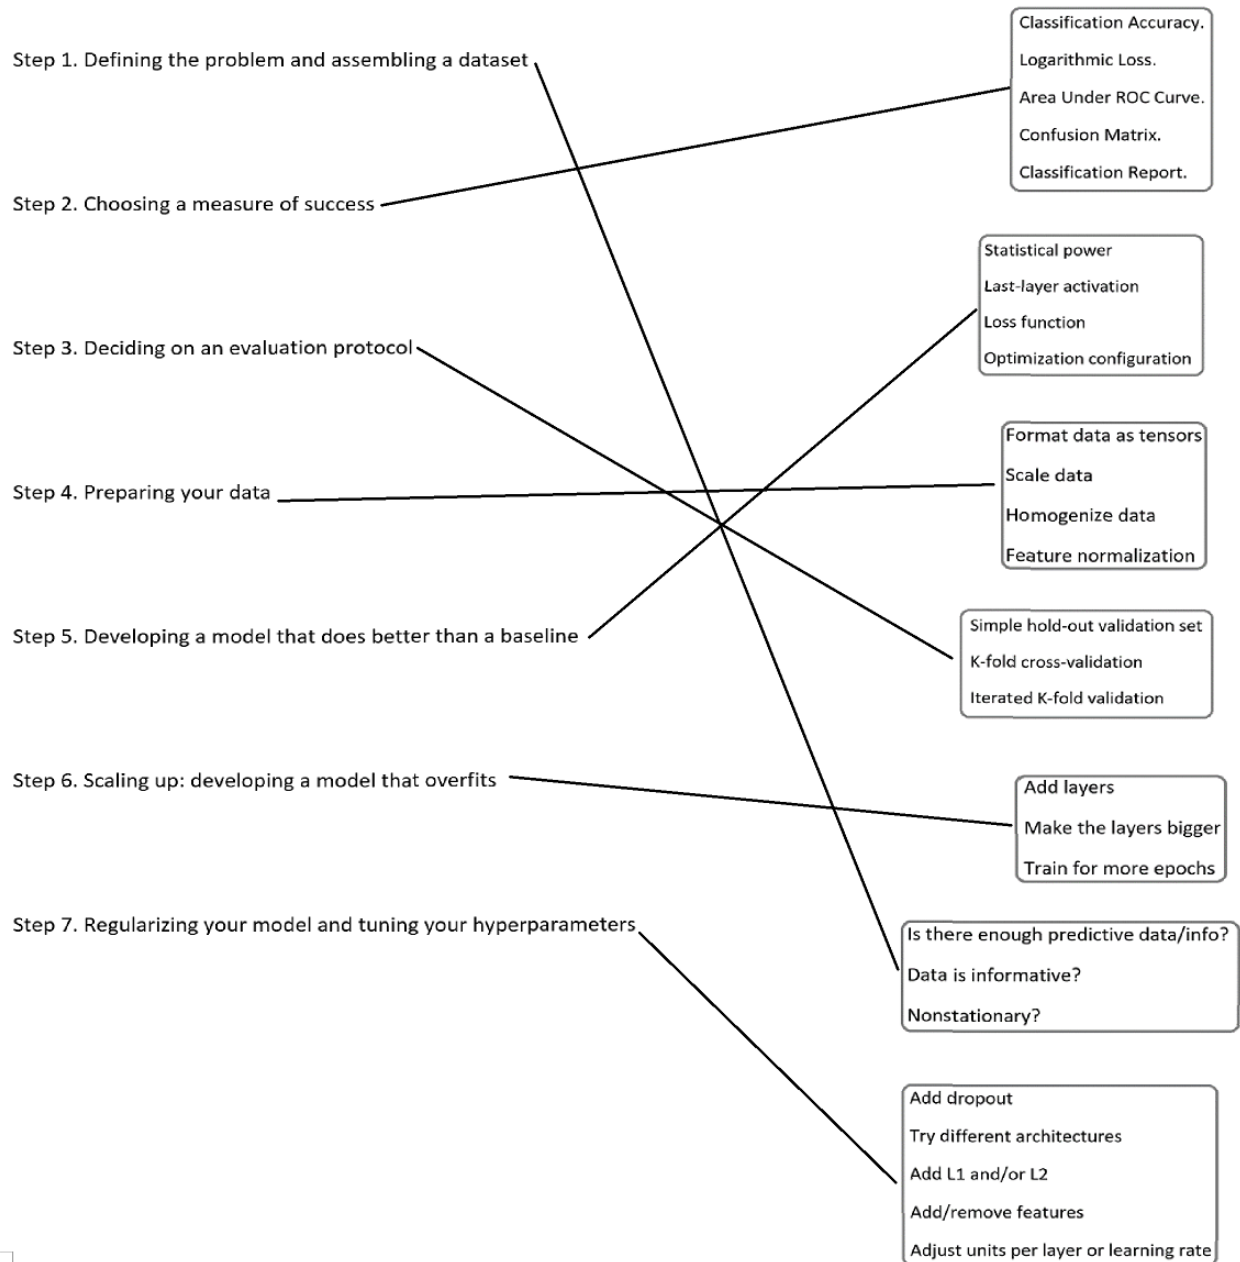 Step 1. Defining the problem and assembling a dataset
Step 2. Choosing a measure of success
Step 3. Deciding on an evaluation protocol
Step 4. Preparing your data
Step 5. Developing a model that does better than a baseline
Step 6. Scaling up: developing a model that overfits
Step 7. Regularizing your model and tuning your hyperparameters
Classification Accuracy.
Logarithmic Loss.
Area Under ROC Curve.
Confusion Matrix.
Classification Report.
Statistical power
Last-layer activation
Loss function
Optimization configuration
Format data as tensors
Scale data
Homogenize data
Feature normalization
Simple hold-out validation set
K-fold cross-validation
Iterated K-fold validation
Add layers
Make the layers bigger
Train for more epochs
Is there enough predictive data/info?
Data is informative?
Nonstationary?
Add dropout
Try different architectures
Add L1 and/or L2
Add/remove features
Adjust units per layer or learning rate